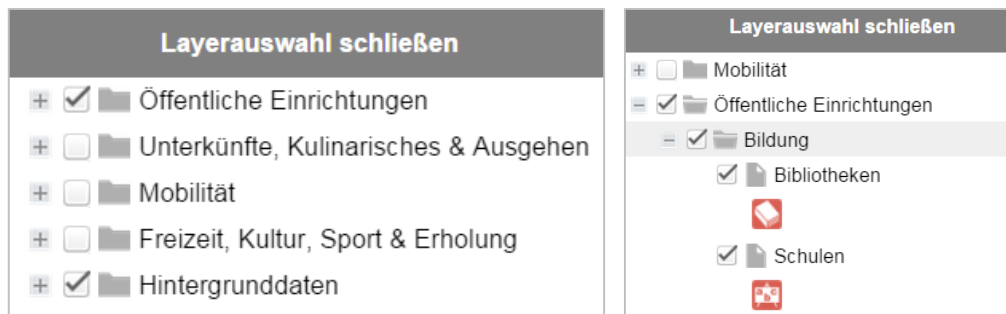 Layerauswahl schließen
Öffentliche Einrichtungen
Unterkünfte, Kulinarisches & Ausgehen
Mobilität
Freizeit, Kultur, Sport & Erholung
Hintergrunddaten
Layerauswahl schließen
Mobilität
Öffentliche Einrichtungen
Bildung
Bibliotheken
Schulen